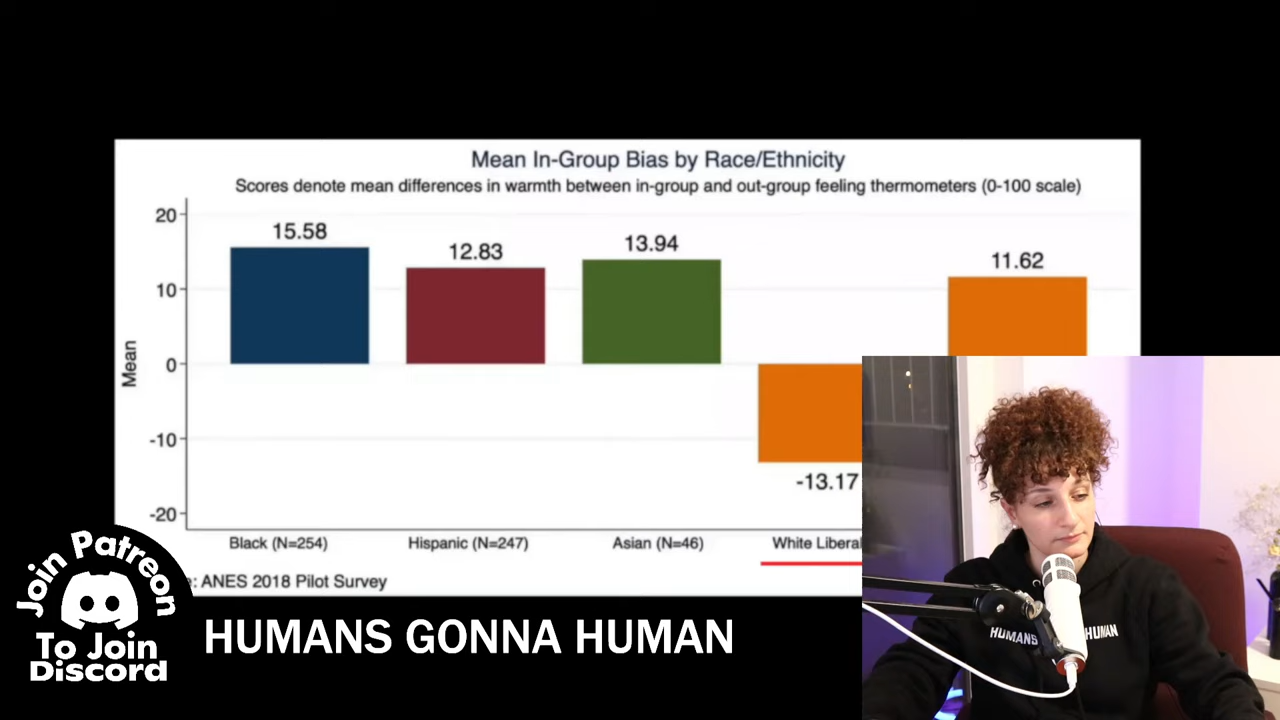 Mean In-Group Bias by Race/Ethnicity
Scores denote mean differences in warmth between in-group and out-group feeling thermometers (0-100 scale)
20
10
0
-10
-20
Mean
15.58
12.83
13.94
-13.17
11.62
Black (N=254)
Hispanic (N=247)
Asian (N=46)
White Liberal
: ANES 2018 Pilot Survey
Join Patreon
To Join
Discord
HUMANS GONNA HUMAN
HUMANS HUMAN